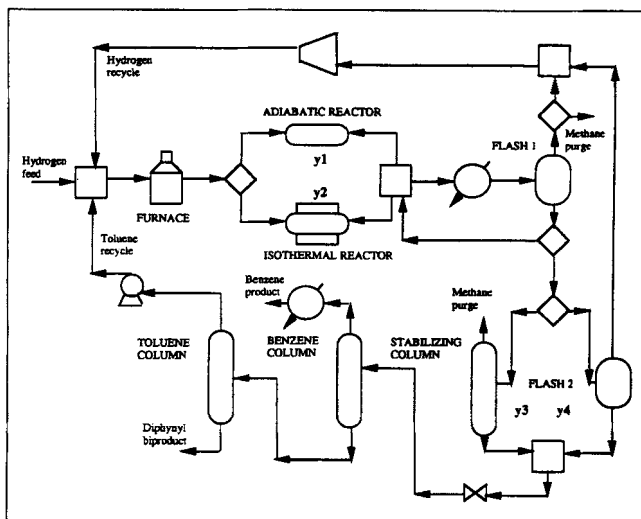 Hydrogen
recycle
ADIABATIC REACTOR
y1
FLASH 1
Methane
purge
Hydrogen
feed
FURNACE
y2
ISOTHERMAL REACTOR
Toluene
recycle
Benzene
product
Methane
purge
TOLUENE
COLUMN
BENZENE
COLUMN
STABILIZING
COLUMN
FLASH 2
y3 y4
Diphynyl
biproduct